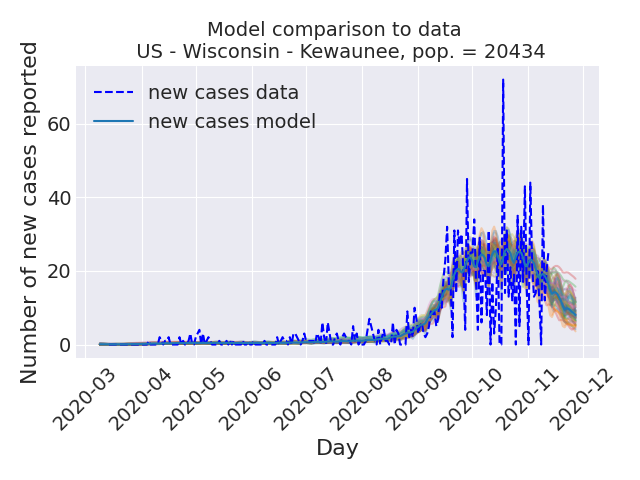 Model comparison to data
US - Wisconsin - Kewaunee, pop. = 20434
Number of new cases reported
60
40
20
0
new cases data
new cases model
2020-03
2020-04
2020-05
2020-06
2020-07
2020-08
2020-09
2020-10
2020-11
2020-12
Day